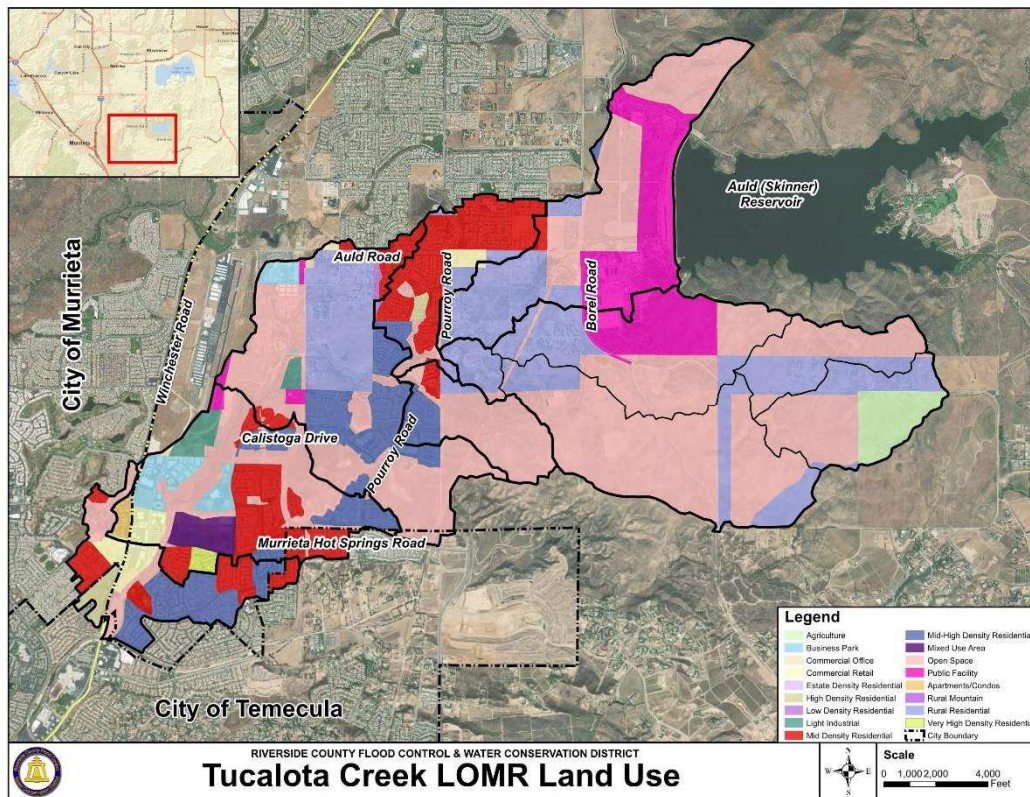 Murrieta
Auld (Skinner)
Reservoir
Auld Road
Pourroy Road
Borel Road
Winchester Road
City of Murrieta
Calistoga Drive
Pourroy Road
Murrieta Hot Springs Road
City of Temecula
Legend
Agriculture
Business Park
Commercial Office
Commercial Retail
Estate Density Residential
High Density Residential
Low Density Residential
Light Industrial
Mid Density Residential
Mid-High Density Residential
Mixed Use Area
Open Space
Public Facility
Apartments/Condos
Rural Mountain
Rural Residential
Very High Density Residential
City Boundary
RIVERSIDE COUNTY FLOOD CONTROL & WATER CONSERVATION DISTRICT
Tucalota Creek LOMR Land Use
N
W
E
S
Scale
0 1,000 2,000 4,000
Feet